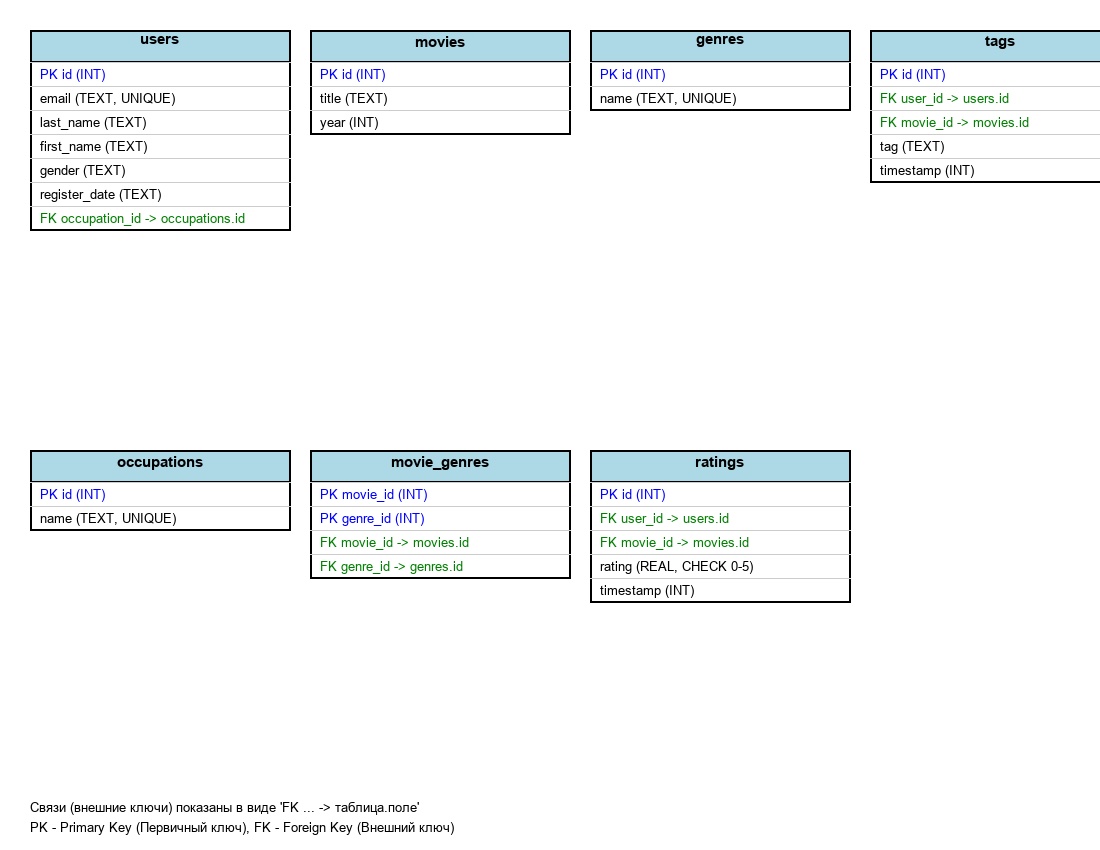 users
PK id (INT)
email (TEXT, UNIQUE)
last_name (TEXT)
first_name (TEXT)
gender (TEXT)
register_date (TEXT)
FK occupation_id -> occupations.id
movies
PK id (INT)
title (TEXT)
year (INT)
genres
PK id (INT)
name (TEXT, UNIQUE)
tags
PK id (INT)
FK user_id -> users.id
FK movie_id -> movies.id
tag (TEXT)
timestamp (INT)
occupations
PK id (INT)
name (TEXT, UNIQUE)
movie_genres
PK movie_id (INT)
PK genre_id (INT)
FK movie_id -> movies.id
FK genre_id -> genres.id
ratings
PK id (INT)
FK user_id -> users.id
FK movie_id -> movies.id
rating (REAL, CHECK 0-5)
timestamp (INT)
Связи (внешние ключи) показаны в виде 'FK ... -> таблица.поле'
PK - Primary Key (Первичный ключ), FK - Foreign Key (Внешний ключ)